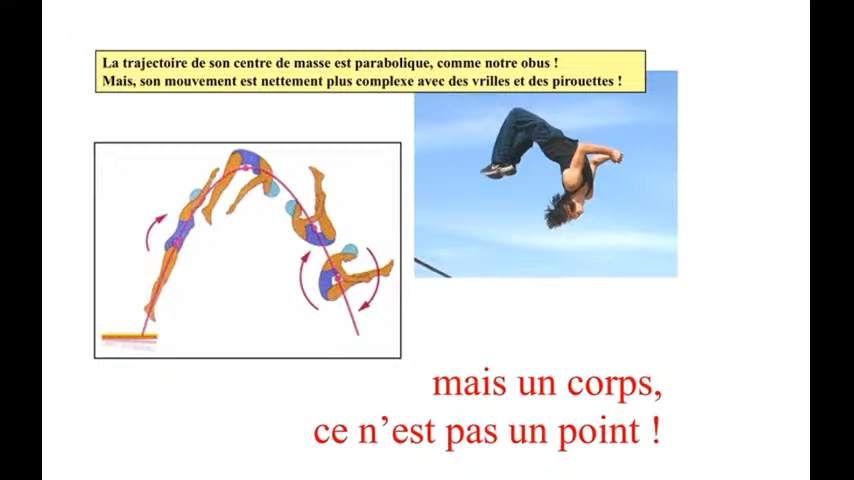 La trajectoire de son centre de masse est parabolique, comme notre obus !
Mais, son mouvement est nettement plus complexe avec des vrilles et des pirouettes !
mais un corps,
ce n'est pas un point !